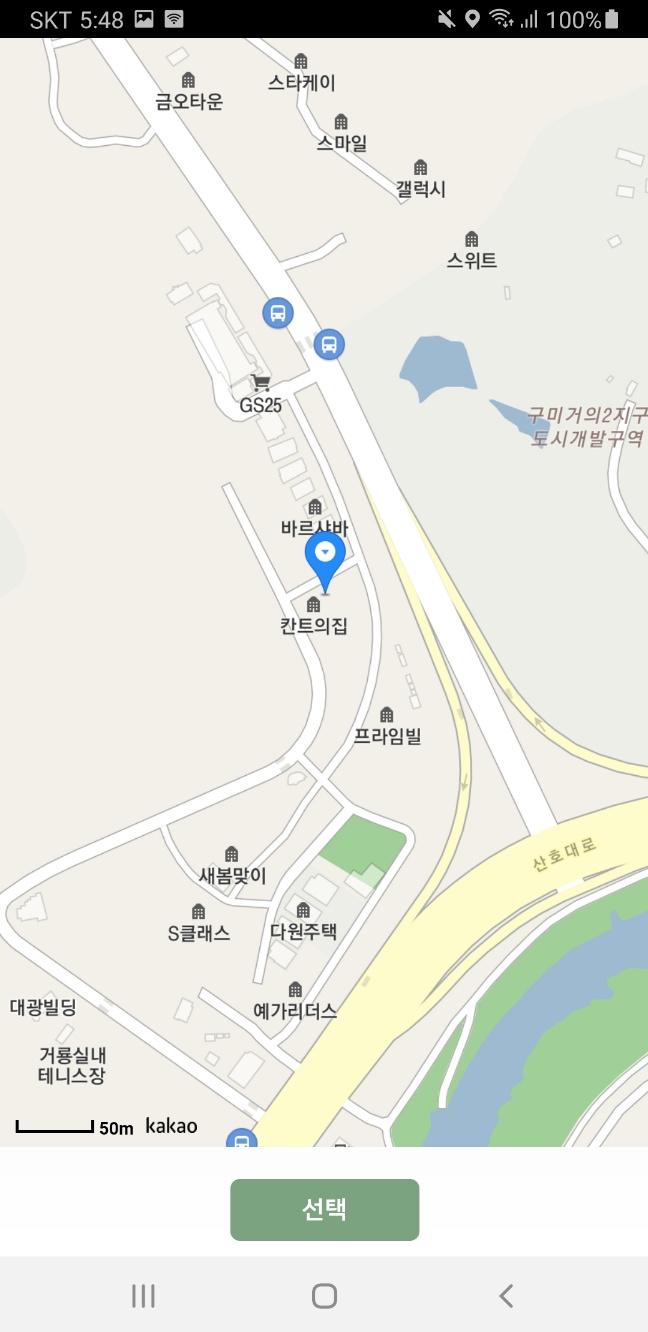 SKT 5:48
100%
스타케이
금오타운
스마일
갤럭시
스위트
GS25
구미거의2지구
도시개발구역
바르샤바
칸트의집
프라임빌
산호대로
새봄맞이
S클래스
다원주택
예가리더스
대광빌딩
거룡실내
테니스장
50m
kakao
선택